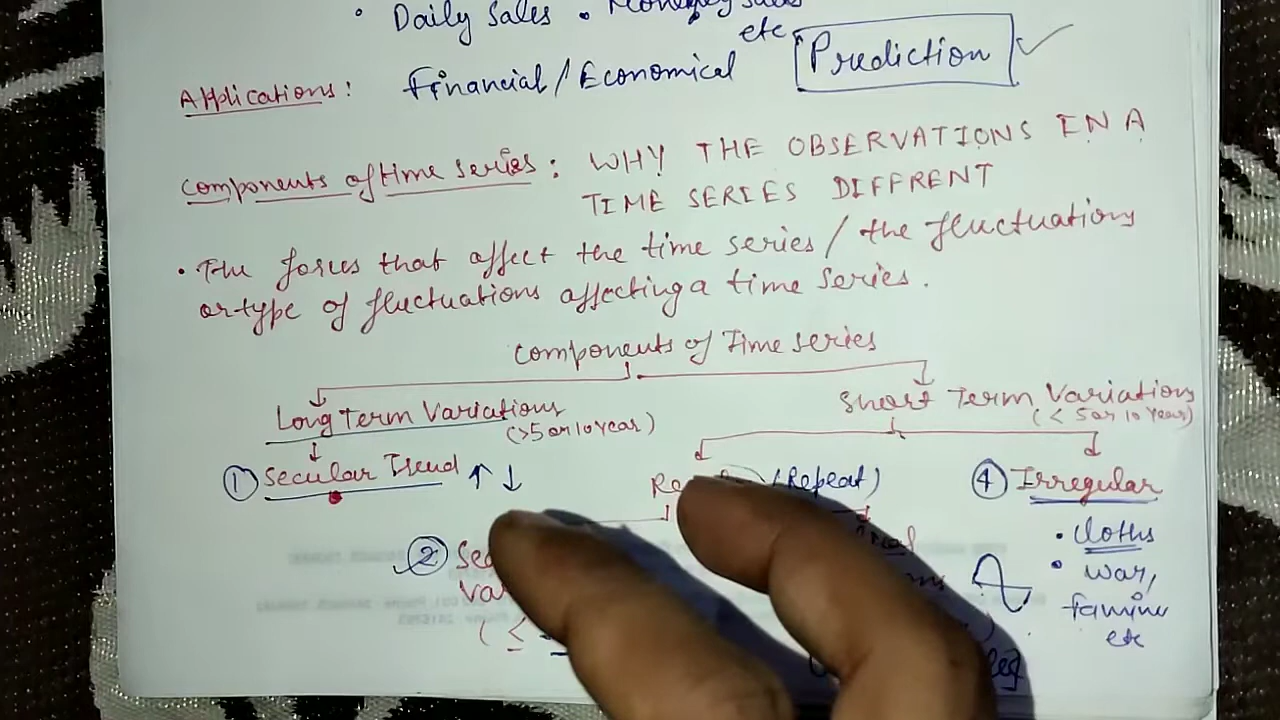 • Daily Sales • Monthly Sales
etc.
Applications: Financial / Economical Prediction
Components of time series: WHY THE OBSERVATIONS IN A
TIME SERIES DIFFRENT
• The forces that affect the time series / the fluctuations
or type of fluctuations affecting a time series.
Components of Time series
Long Term Variations
(>5 or 10 year)
Short Term Variations
(< 5 or 10 Year)
① Secular Trend ↑ ↓
(Repeat)
④ Irregular
②
• Cloths
• war,
famine
etc